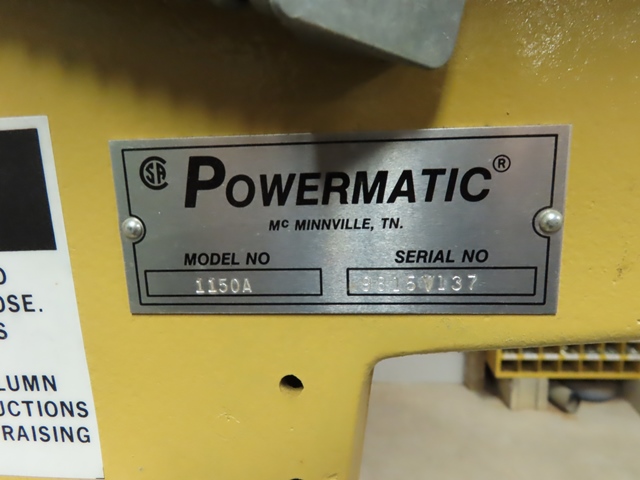 SA
POWERMATIC®
Mc MINNVILLE, TN.
MODEL NO SERIAL NO
1150A
OSE.
LUMN
UCTIONS
RAISING